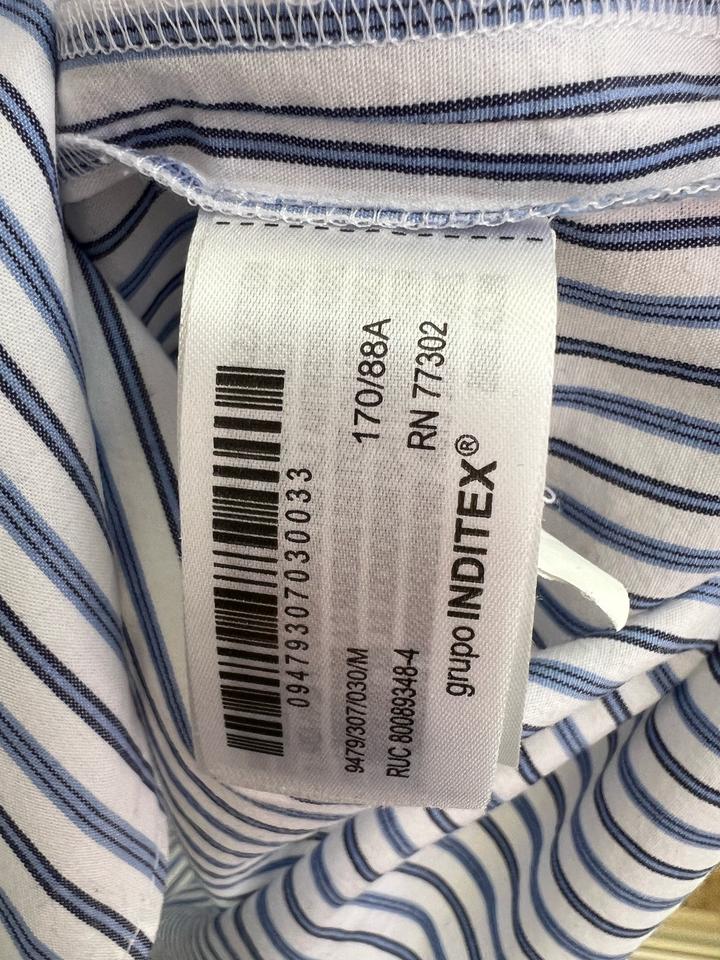 09479307030033
9479/307/030/M 170/88A
RUC 80089348-4 RN 77302
grupo INDITEX®